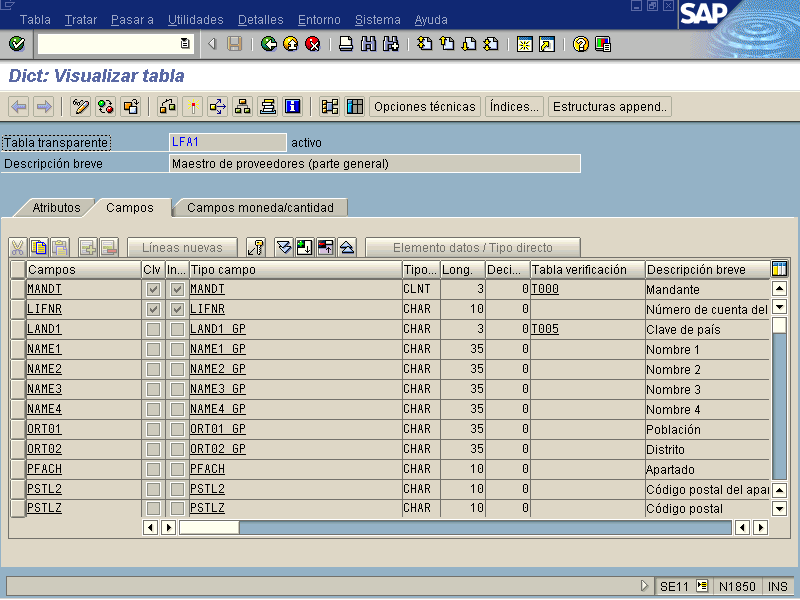 Tabla Tratar Pasar a Utilidades Detalles Entorno Sistema Ayuda
SAP
Dict: Visualizar tabla
Opciones técnicas Índices... Estructuras append..
Tabla transparente LFA1 activo
Descripción breve Maestro de proveedores (parte general)
Atributos Campos Campos moneda/cantidad
Líneas nuevas Elemento datos / Tipo directo
Campos Clv In... Tipo campo Tipo... Long. Deci... Tabla verificación Descripción breve
MANDT MANDT CLNT 3 0 T000 Mandante
LIFNR LIFNR CHAR 10 0 Número de cuenta del
LAND1 LAND1_GP CHAR 3 0 T005 Clave de país
NAME1 NAME1_GP CHAR 35 0 Nombre 1
NAME2 NAME2_GP CHAR 35 0 Nombre 2
NAME3 NAME3_GP CHAR 35 0 Nombre 3
NAME4 NAME4_GP CHAR 35 0 Nombre 4
ORT01 ORT01_GP CHAR 35 0 Población
ORT02 ORT02_GP CHAR 35 0 Distrito
PFACH PFACH CHAR 10 0 Apartado
PSTL2 PSTL2 CHAR 10 0 Código postal del apar
PSTLZ PSTLZ CHAR 10 0 Código postal
SE11 N1850 INS